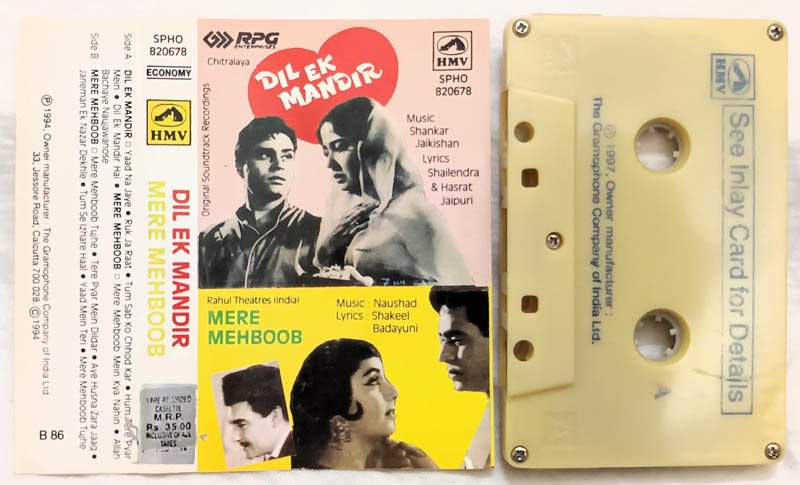 SPHO
820678
ECONOMY
HMV
DIL EK MANDIR
MERE MEHBOOB
PRE RECORDED
CASSETTE
M.R.P.
Rs. 35.00
INCLUSIVE OF ALL
TAXES
Side A DIL EK MANDIR □ Yaad Na Jaye • Ruk Ja Raat • Tum Sab Ko Chhod Kar • Hum Tere Pyar
Mein • Dil Ek Mandir Hai • MERE MEHBOOB □ Mere Mehboob Mein Kya Nahin • Allah
Bachaye Naujawanose
Side B MERE MEHBOOB □ Mere Mehboob Tujhe • Tere Pyar Mein Dildar • Aye Husna Zara Jaag •
Janeman Ek Nazar Dekhle • Tum Se Izhare Haal • Yaad Mein Teri • Mere Mehboob Tujhe
Ⓟ 1994, Owner manufacturer : The Gramophone Company of India Ltd
33, Jessore Road, Calcutta 700 028 © 1994
B 86
RPG
ENTERPRISES
Chitralaya
DIL EK
MANDIR
HMV
SPHO
820678
Original Soundtrack Recordings
Music :
Shankar
Jaikishan
Lyrics :
Shailendra
& Hasrat
Jaipuri
Rahul Theatres (India)
MERE
MEHBOOB
Music : Naushad
Lyrics : Shakeel
Badayuni
HMV
See Inlay Card for Details
Ⓟ 1997, Owner manufacturer :
The Gramophone Company of India Ltd.
A